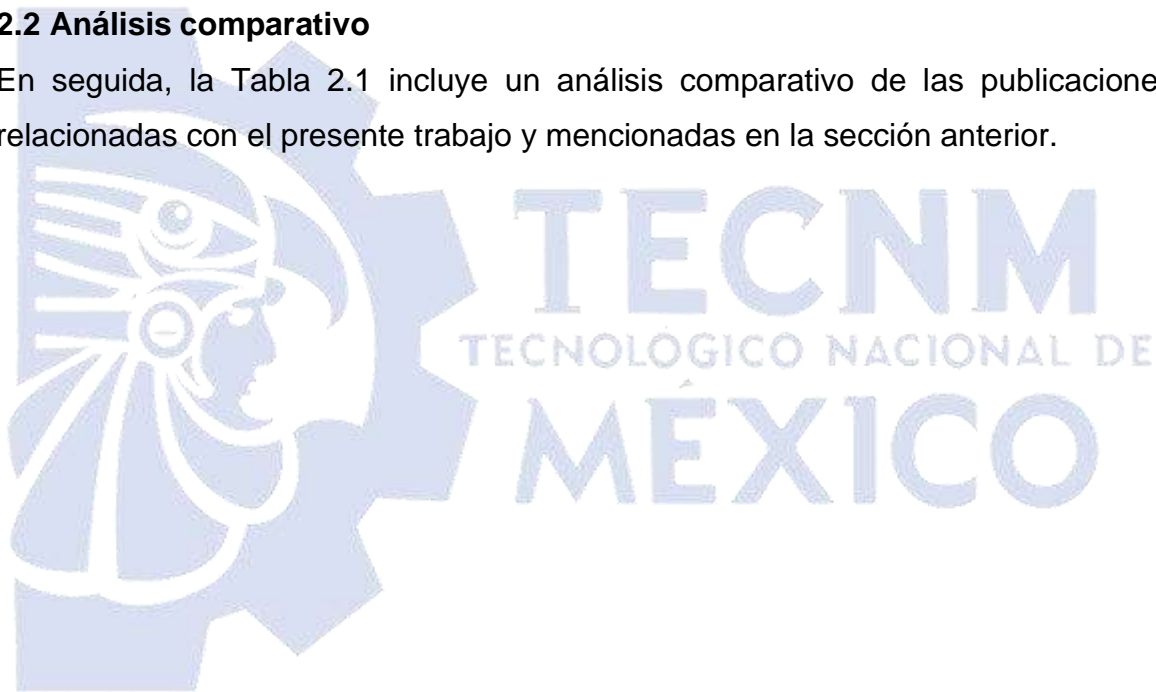 2.2 Análisis comparativo
En seguida, la Tabla 2.1 incluye un análisis comparativo de las publicacione
relacionadas con el presente trabajo y mencionadas en la sección anterior.
TECNM
TECNOLÓGICO NACIONAL DE
MÉXICO